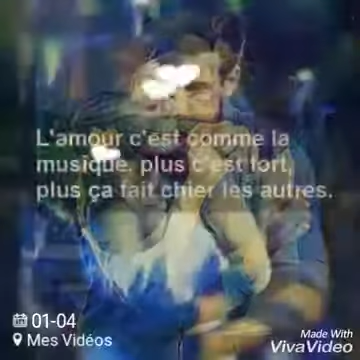 L'amour c'est comme la
musique. plus c'est fort,
plus ça fait chier les autres.
01-04
Mes Vidéos
Made With
VivaVideo